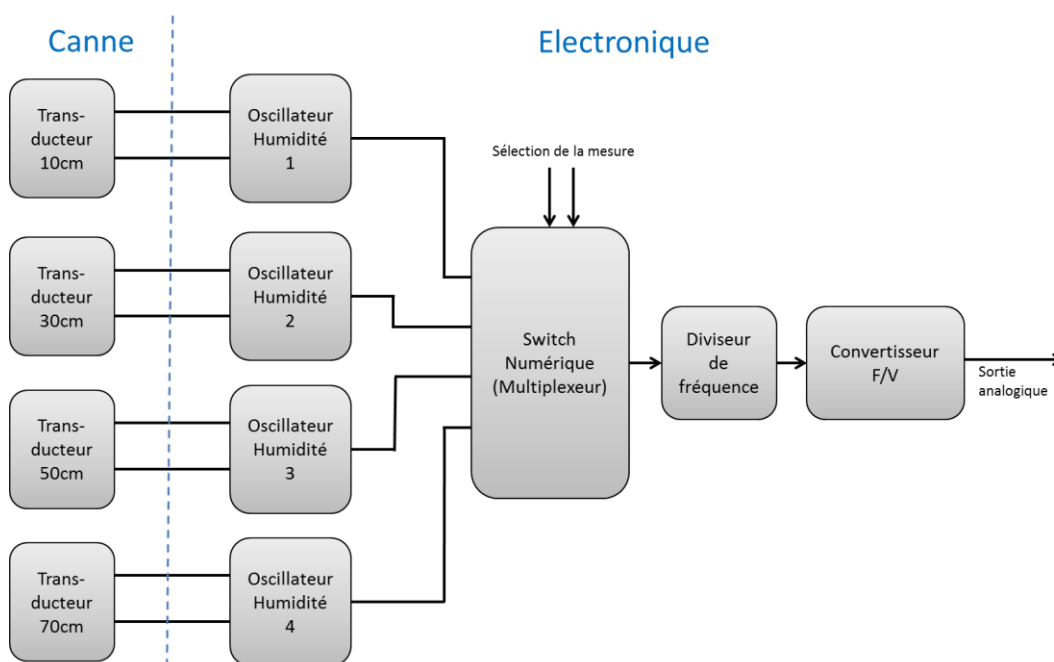 Canne
Electronique
Trans-
ducteur
10cm
Oscillateur
Humidité
1
Sélection de la mesure
Trans-
ducteur
30cm
Oscillateur
Humidité
2
Switch
Numérique
(Multiplexeur)
Diviseur
de
fréquence
Convertisseur
F/V
Sortie
analogique
Trans-
ducteur
50cm
Oscillateur
Humidité
3
Trans-
ducteur
70cm
Oscillateur
Humidité
4